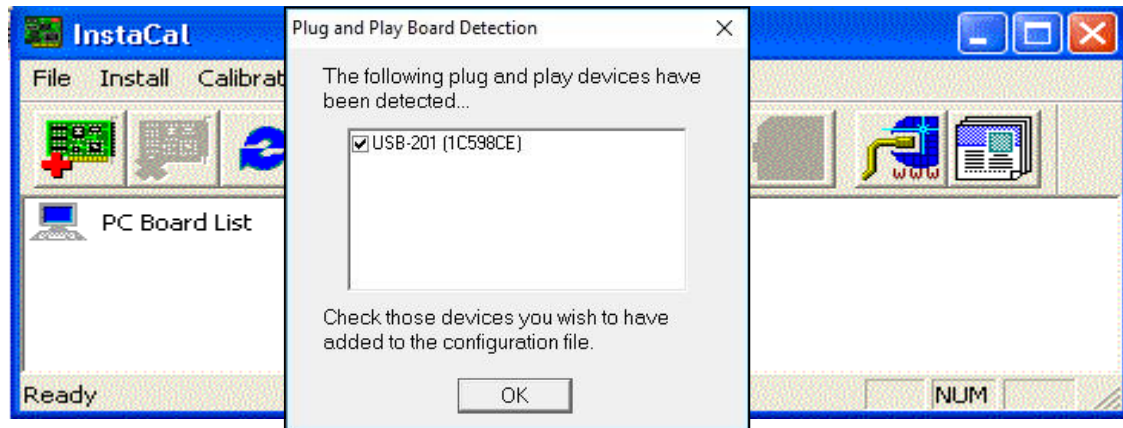 InstaCal
Plug and Play Board Detection
File Install Calibrat
The following plug and play devices have
been detected...
USB-201 (1C598CE)
www
PC Board List
Check those devices you wish to have
added to the configuration file.
OK
Ready
NUM